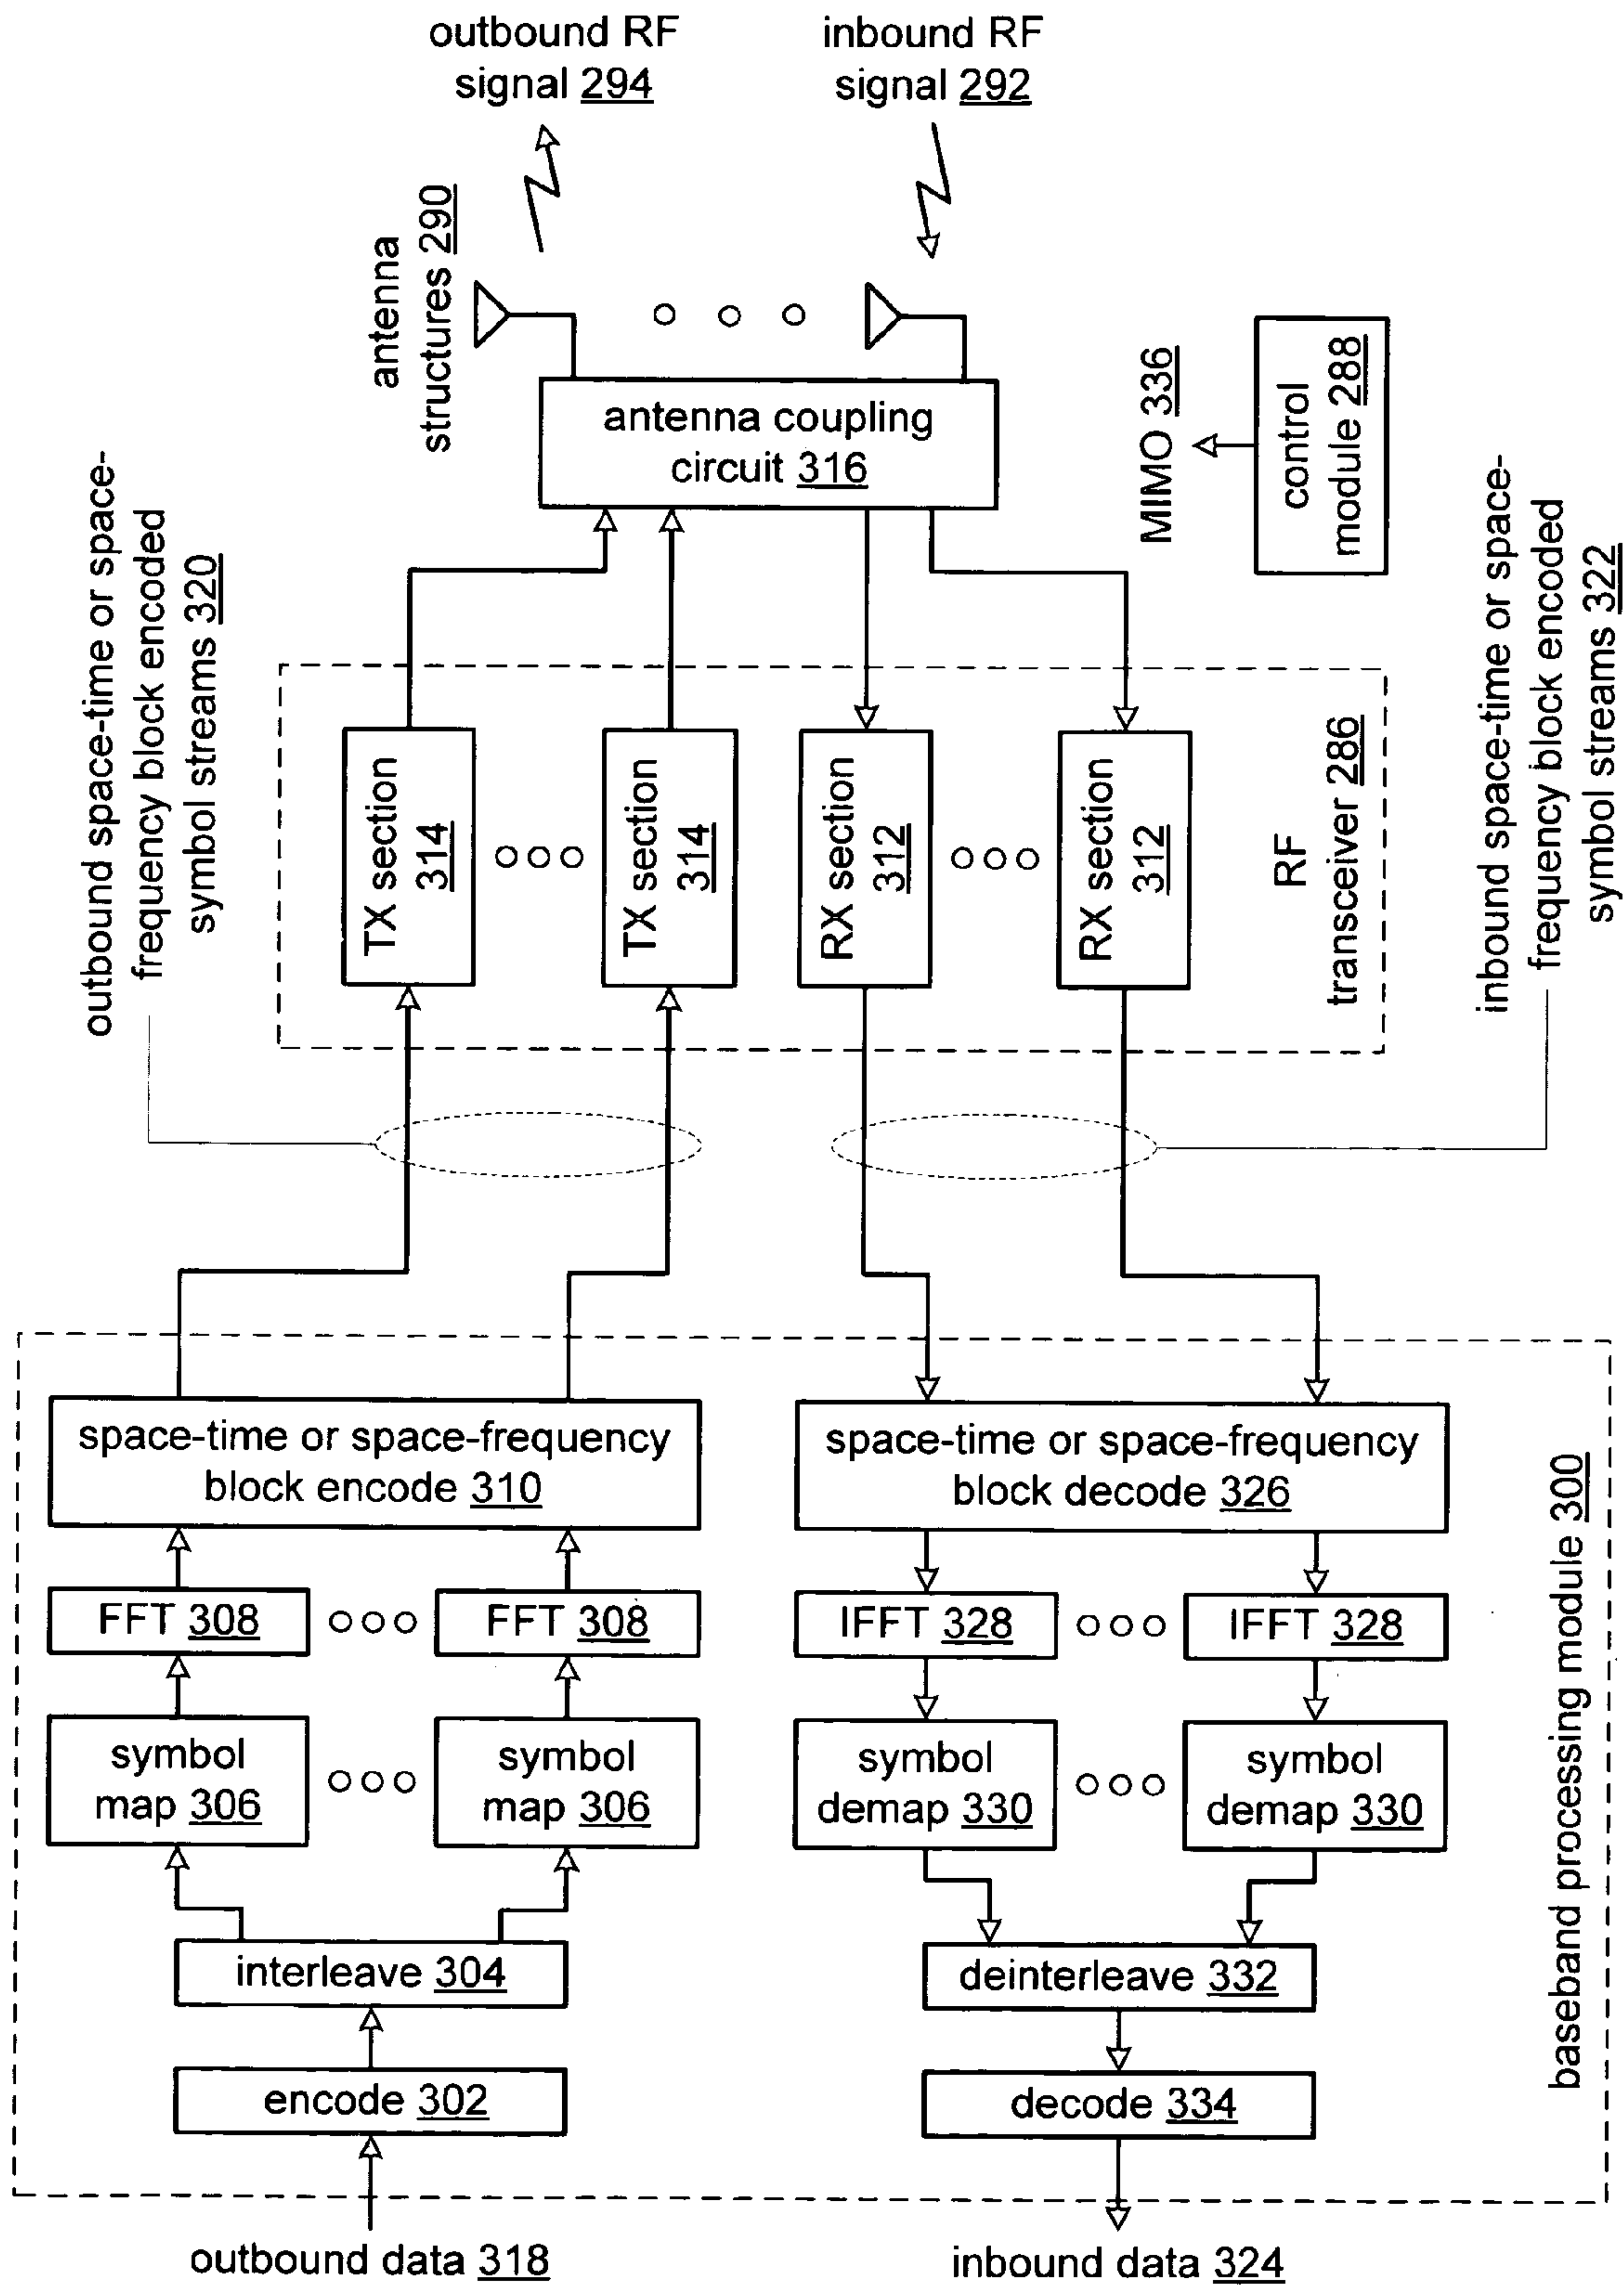 outbound RF
signal 294
inbound RF
signal 292
antenna
structures 290
antenna coupling
circuit 316
MIMO 336
control
module 288
outbound space-time or space-
frequency block encoded
symbol streams 320
TX section
314
TX section
314
RX section
312
RX section
312
RF
transceiver 286
inbound space-time or space-
frequency block encoded
symbol streams 322
space-time or space-frequency
block encode 310
space-time or space-frequency
block decode 326
FFT 308
FFT 308
IFFT 328
IFFT 328
symbol
map 306
symbol
map 306
symbol
demap 330
symbol
demap 330
interleave 304
deinterleave 332
encode 302
decode 334
baseband processing module 300
outbound data 318
inbound data 324